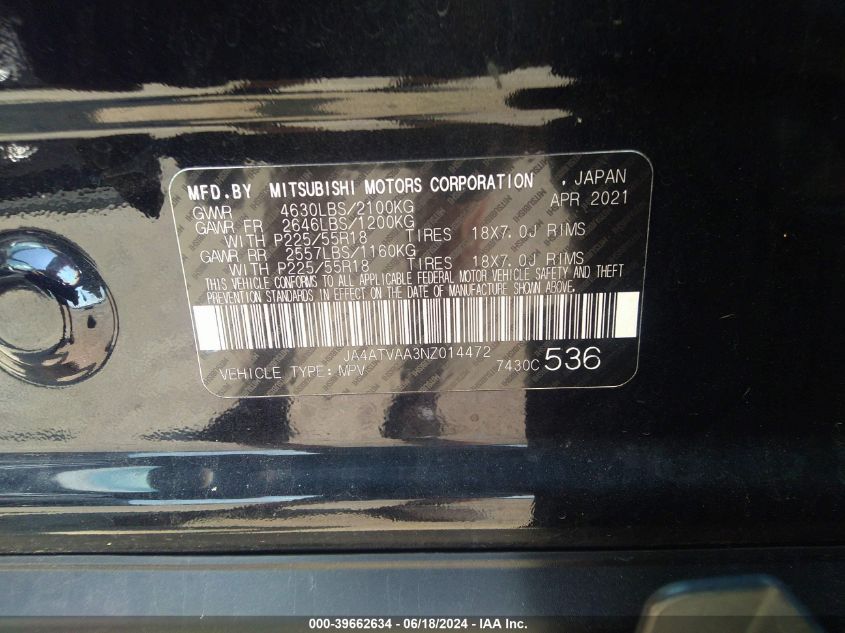 MFD.BY MITSUBISHI MOTORS CORPORATION , JAPAN
GWWR 4630LBS/2100KG APR 2021
GAWR FR 2646LBS/1200KG
WITH P225/55R18 TIRES 18X7.0J RIMS
GAWR RR 2557LBS/1160KG
WITH P225/55R18 TIRES 18X7.0J RIMS
THIS VEHICLE CONFORMS TO ALL APPLICABLE FEDERAL MOTOR VEHICLE SAFETY AND THEFT
PREVENTION STANDARDS IN EFFECT ON THE DATE OF MANUFACTURE SHOWN ABOVE.
JA4ATVAA3NZ014472
VEHICLE TYPE: MPV 7430C 536
000-39662634 - 06/18/2024 - IAA Inc.